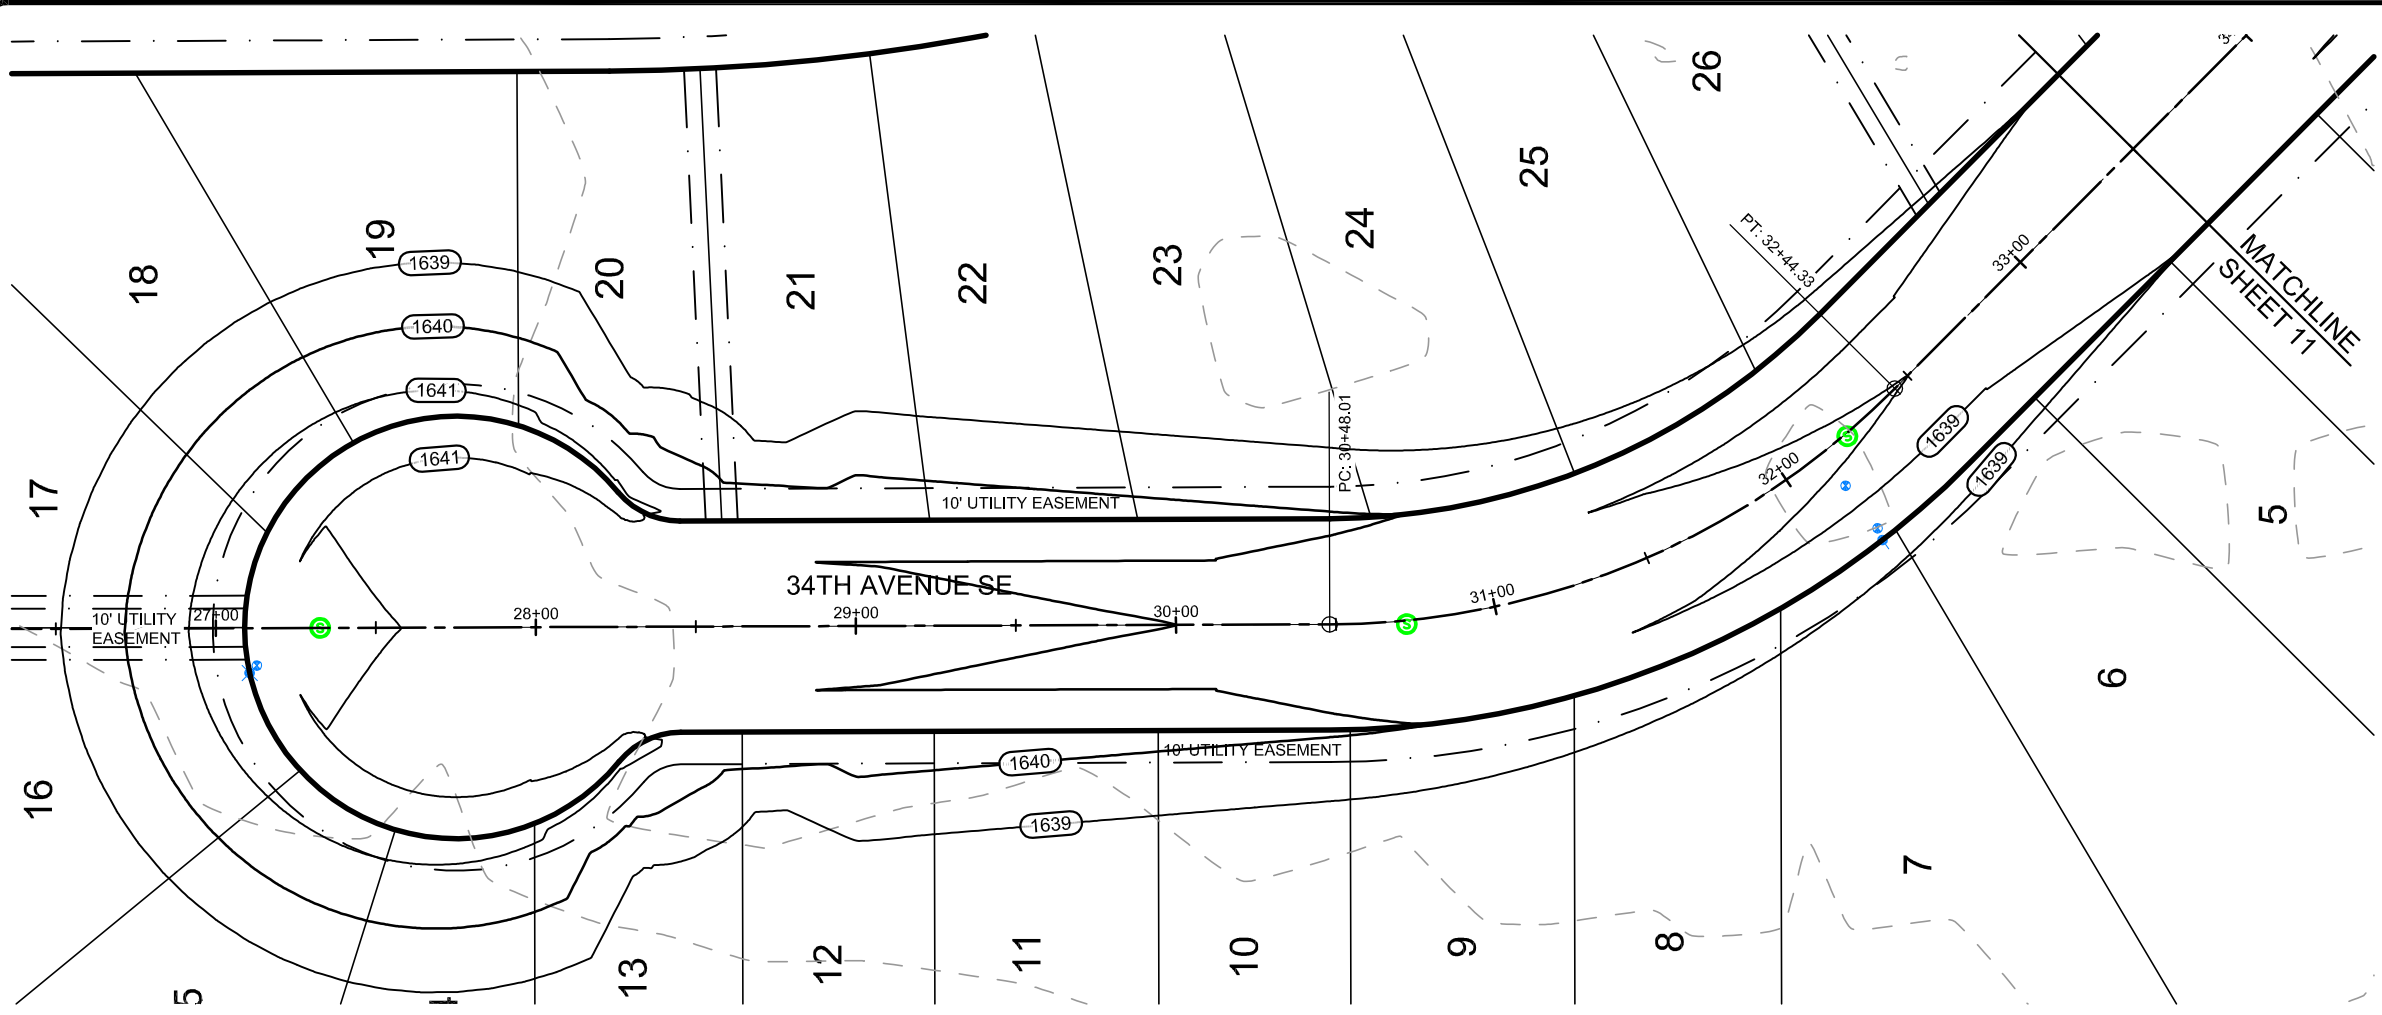 26
25
24
23
22
21
20
19
18
17
16
13
12
11
10
9
8
7
6
5
1639
1640
1641
1641
PT: 32+44.33
33+00
MATCHLINE
SHEET 11
1639
1639
PC: 30+48.01
10' UTILITY EASEMENT
32+00
34TH AVENUE SE
10' UTILITY
EASEMENT
27+00
28+00
29+00
30+00
31+00
10' UTILITY EASEMENT
1640
1639
S
S
S